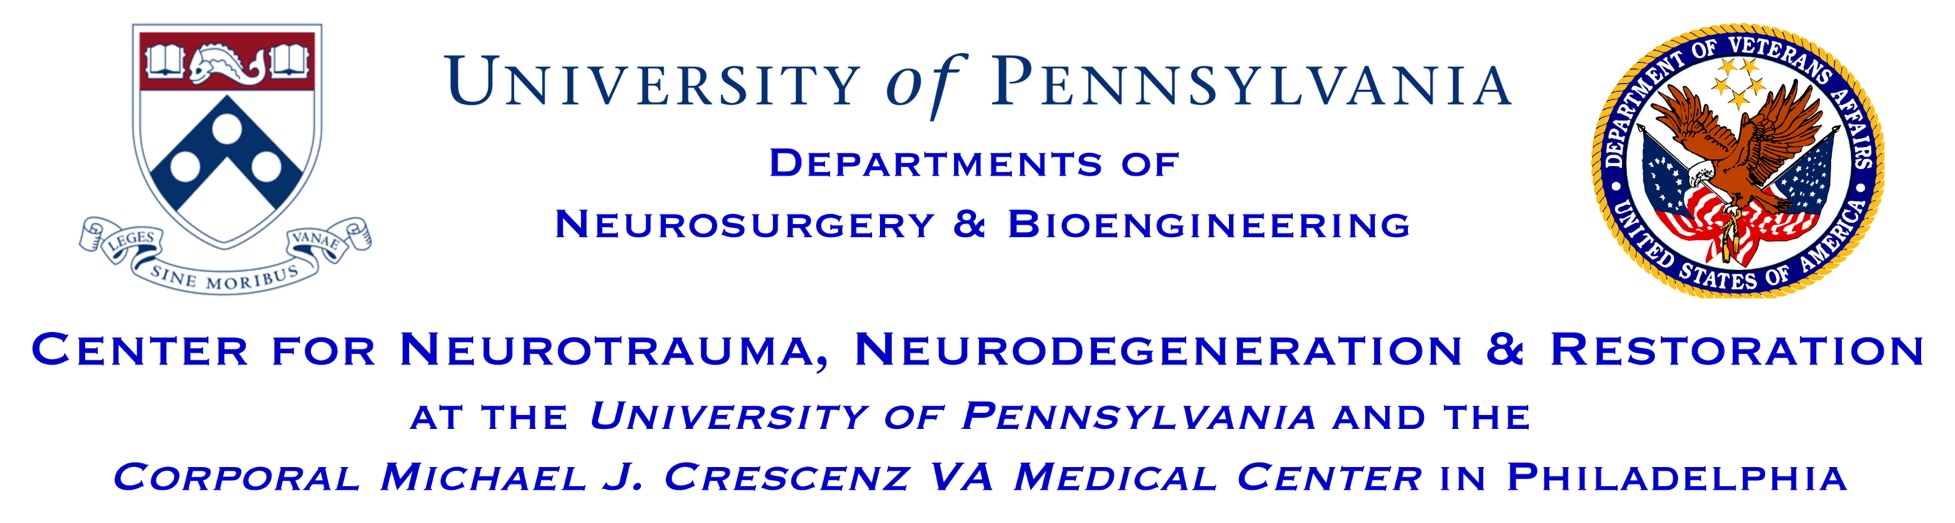 LEGES
VANAE
SINE MORIBUS
UNIVERSITY of PENNSYLVANIA
DEPARTMENTS OF
NEUROSURGERY & BIOENGINEERING
DEPARTMENT OF VETERANS AFFAIRS
UNITED STATES OF AMERICA
CENTER FOR NEUROTRAUMA, NEURODEGENERATION & RESTORATION
AT THE UNIVERSITY OF PENNSYLVANIA AND THE
CORPORAL MICHAEL J. CRESCENZ VA MEDICAL CENTER IN PHILADELPHIA